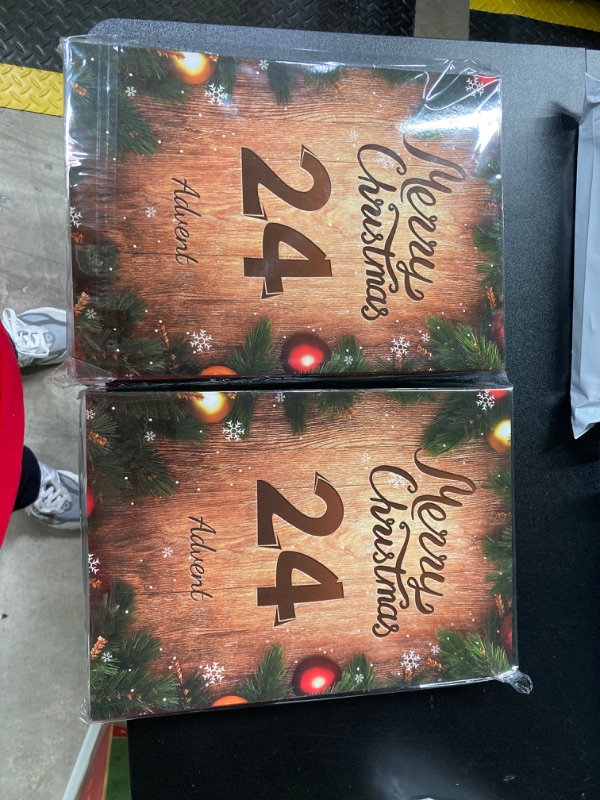 Merry
Christmas
24
Advent
Merry
Christmas
24
Advent